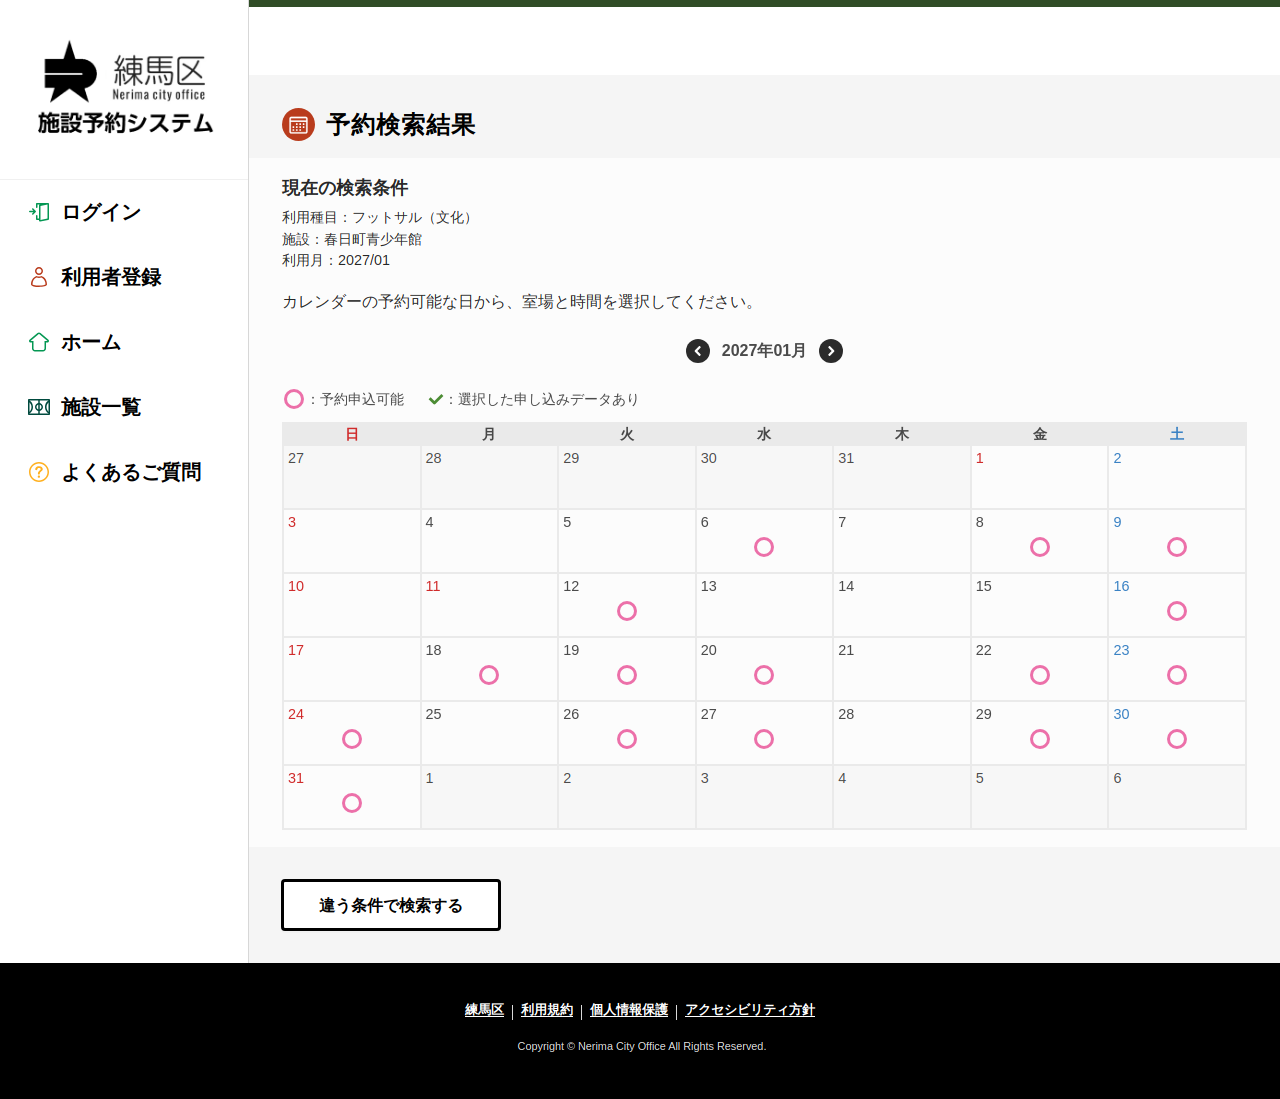 練馬区
Nerima city office
施設予約システム
ログイン
利用者登録
ホーム
施設一覧
よくあるご質問
予約検索結果
現在の検索条件
利用種目：フットサル（文化）
施設：春日町青少年館
利用月：2027/01
カレンダーの予約可能な日から、室場と時間を選択してください。
2027年01月
：予約申込可能 ：選択した申し込みデータあり
日 月 火 水 木 金 土
27 28 29 30 31 1 2
3 4 5 6 7 8 9
10 11 12 13 14 15 16
17 18 19 20 21 22 23
24 25 26 27 28 29 30
31 1 2 3 4 5 6
違う条件で検索する
練馬区 | 利用規約 | 個人情報保護 | アクセシビリティ方針
Copyright © Nerima City Office All Rights Reserved.